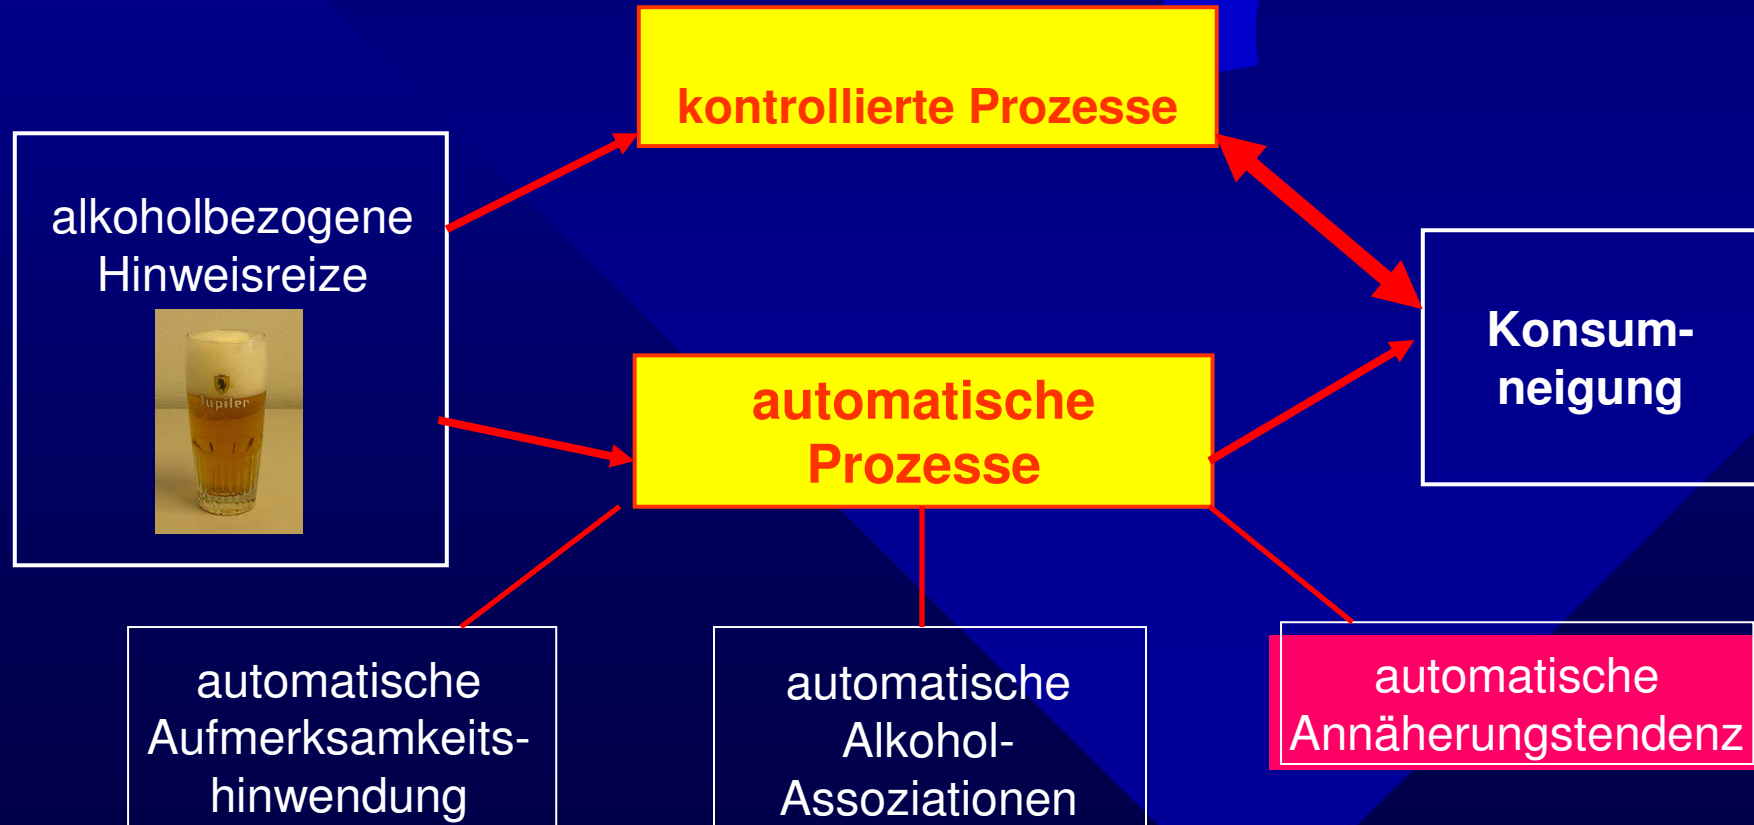 kontrollierte Prozesse
alkoholbezogene
Hinweisreize
Jupiler
Konsum-
neigung
automatische
Prozesse
automatische
Aufmerksamkeits-
hinwendung
automatische
Alkohol-
Assoziationen
automatische
Annäherungstendenz